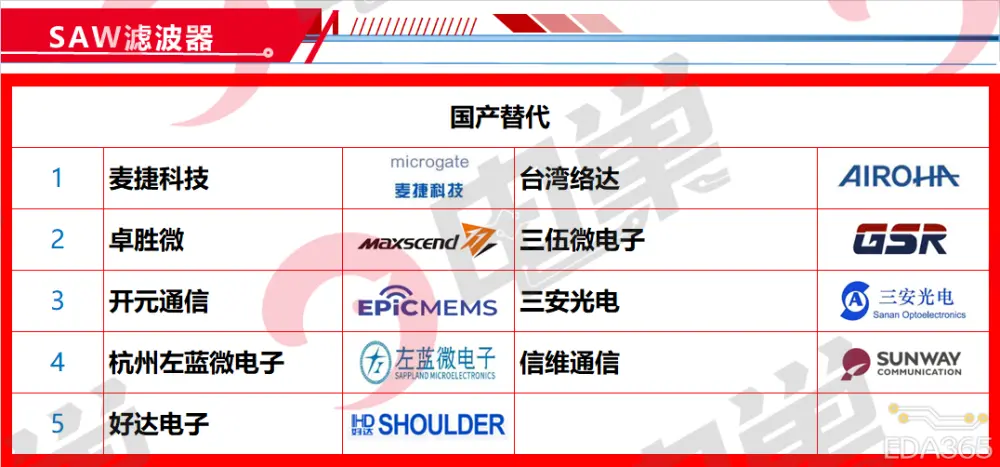 SAW滤波器
国产替代
1 麦捷科技 microgate 麦捷科技 台湾络达 AIROHA
2 卓胜微 maxscend 三伍微电子 GSR
3 开元通信 EPICMEMS 三安光电 三安光电 Sanan Optoelectronics
4 杭州左蓝微电子 左蓝微电子 SAPPLAND MICROELECTRONICS 信维通信 SUNWAY COMMUNICATION
5 好达电子 HD 好达 SHOULDER
电巢
EDA365